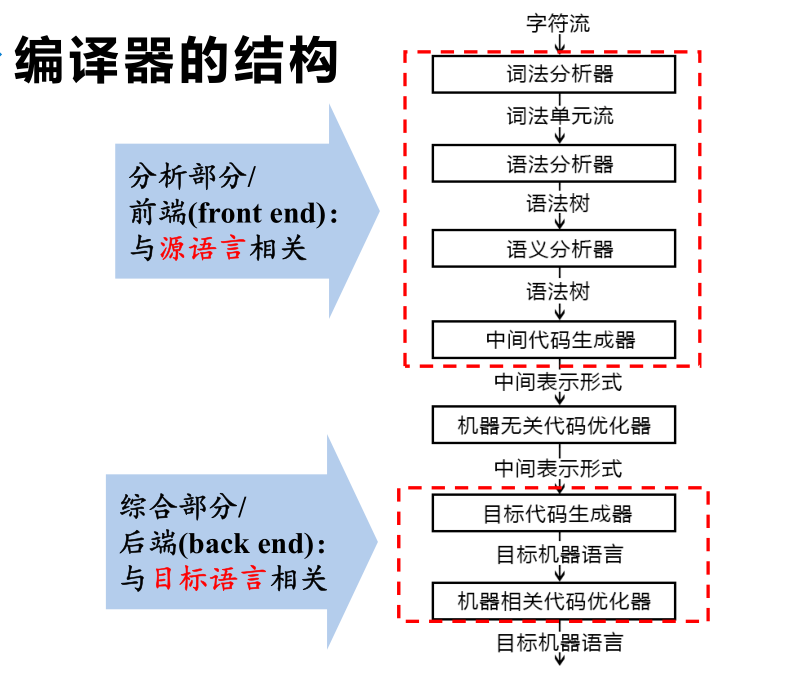 编译器的结构
字符流
词法分析器
词法单元流
语法分析器
语法树
语义分析器
语法树
中间代码生成器
中间表示形式
机器无关代码优化器
中间表示形式
目标代码生成器
目标机器语言
机器相关代码优化器
目标机器语言
分析部分/
前端(front end)：
与源语言相关
综合部分/
后端(back end)：
与目标语言相关